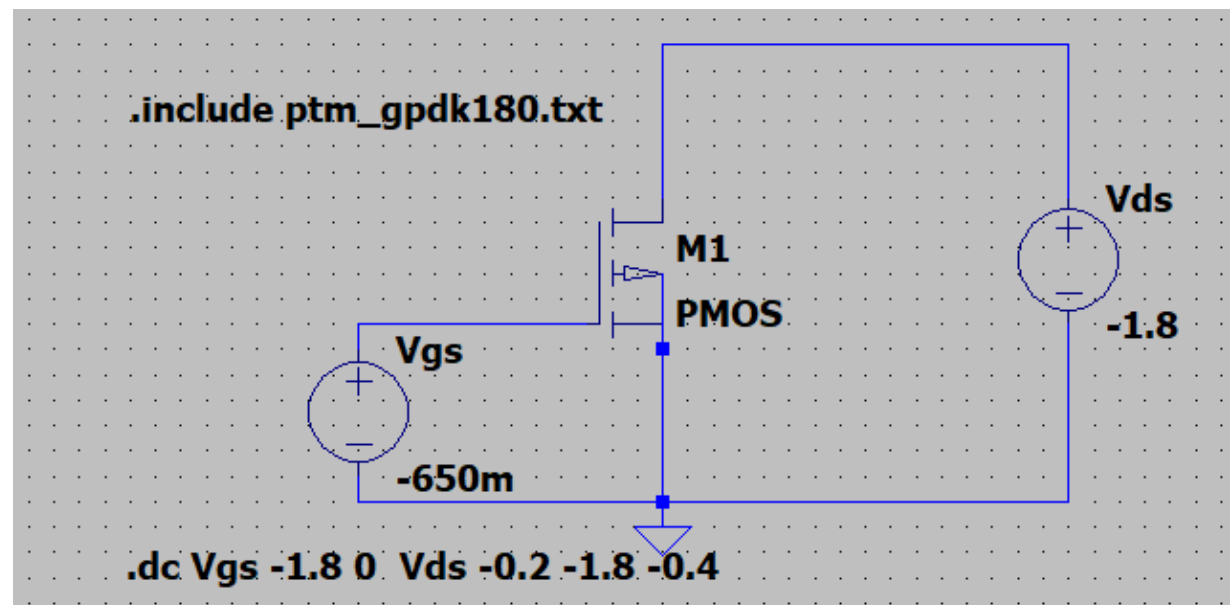 .include ptm_gpdk180.txt
Vds
M1
PMOS
-1.8
Vgs
-650m
.dc Vgs -1.8 0  Vds -0.2 -1.8 -0.4